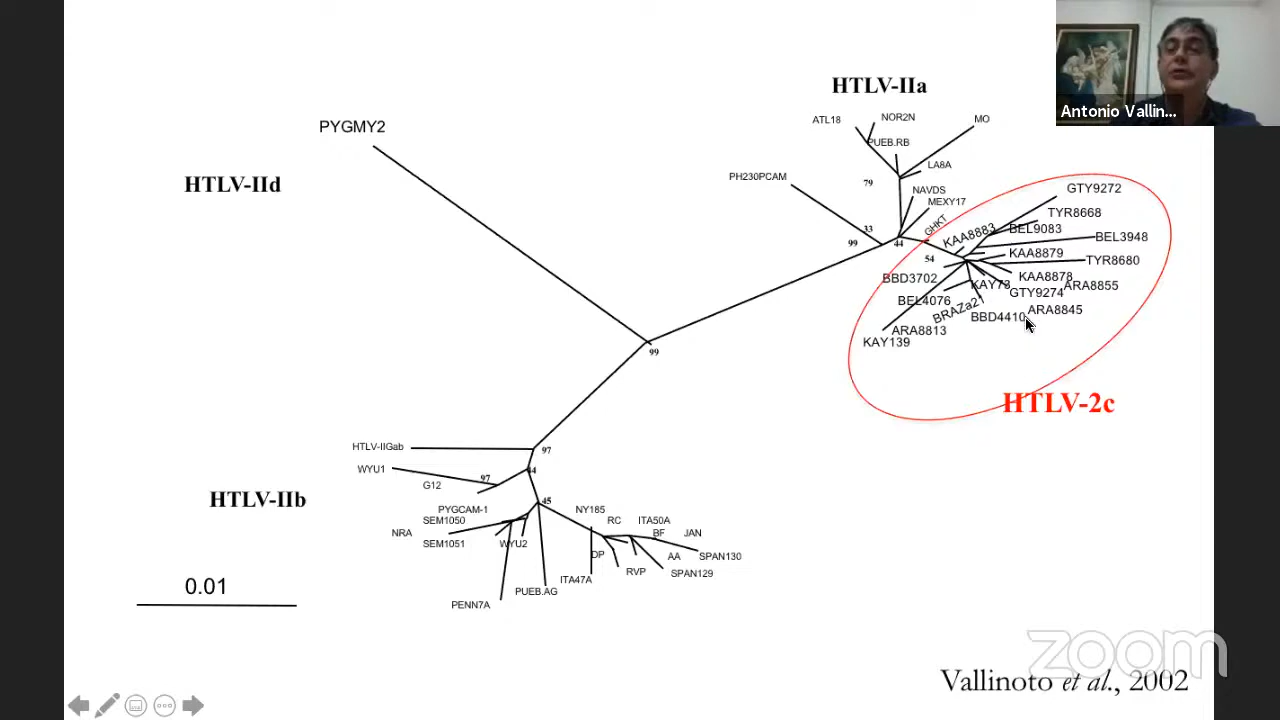 HTLV-IIa
Antonio Vallin...
PYGMY2
ATL18
NOR2N
MO
PUEB.RB
LA8A
PH230PCAM
79
HTLV-IId
NAVDS
MEXY17
GTY9272
TYR8668
GHKT
KAA8883
BEL9083
BEL3948
33
99
44
54
KAA8879
TYR8680
BBD3702
KAA8878
KAY73
ARA8855
GTY9274
BEL4076
BRAZa21
ARA8845
BBD4410
ARA8813
KAY139
99
HTLV-2c
HTLV-IIGab
97
WYU1
44
G12
97
HTLV-IIb
45
PYGCAM-1
NY185
SEM1050
RC
ITA50A
NRA
BF
JAN
SEM1051
WYU2
DP
AA
SPAN130
RVP
SPAN129
ITA47A
0.01
PUEB.AG
PENN7A
zoom
Vallinoto et al., 2002